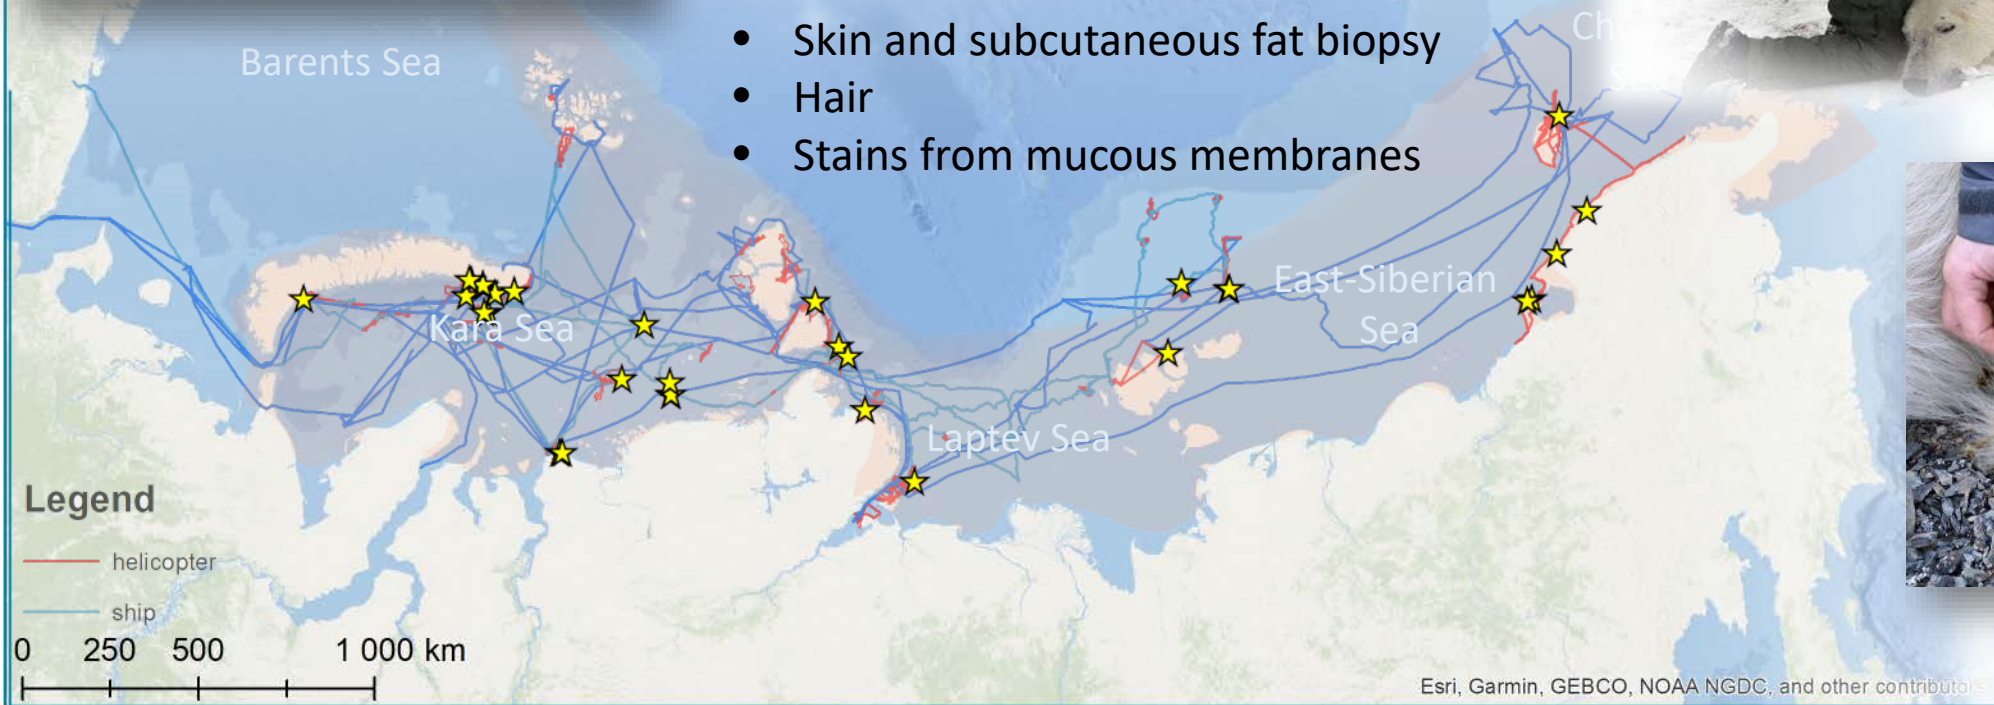 Barents Sea
• Skin and subcutaneous fat biopsy
• Hair
• Stains from mucous membranes
East-Siberian
Sea
Kara Sea
Laptev Sea
Legend
helicopter
ship
0 250 500 1 000 km
Esri, Garmin, GEBCO, NOAA NGDC, and other contributors